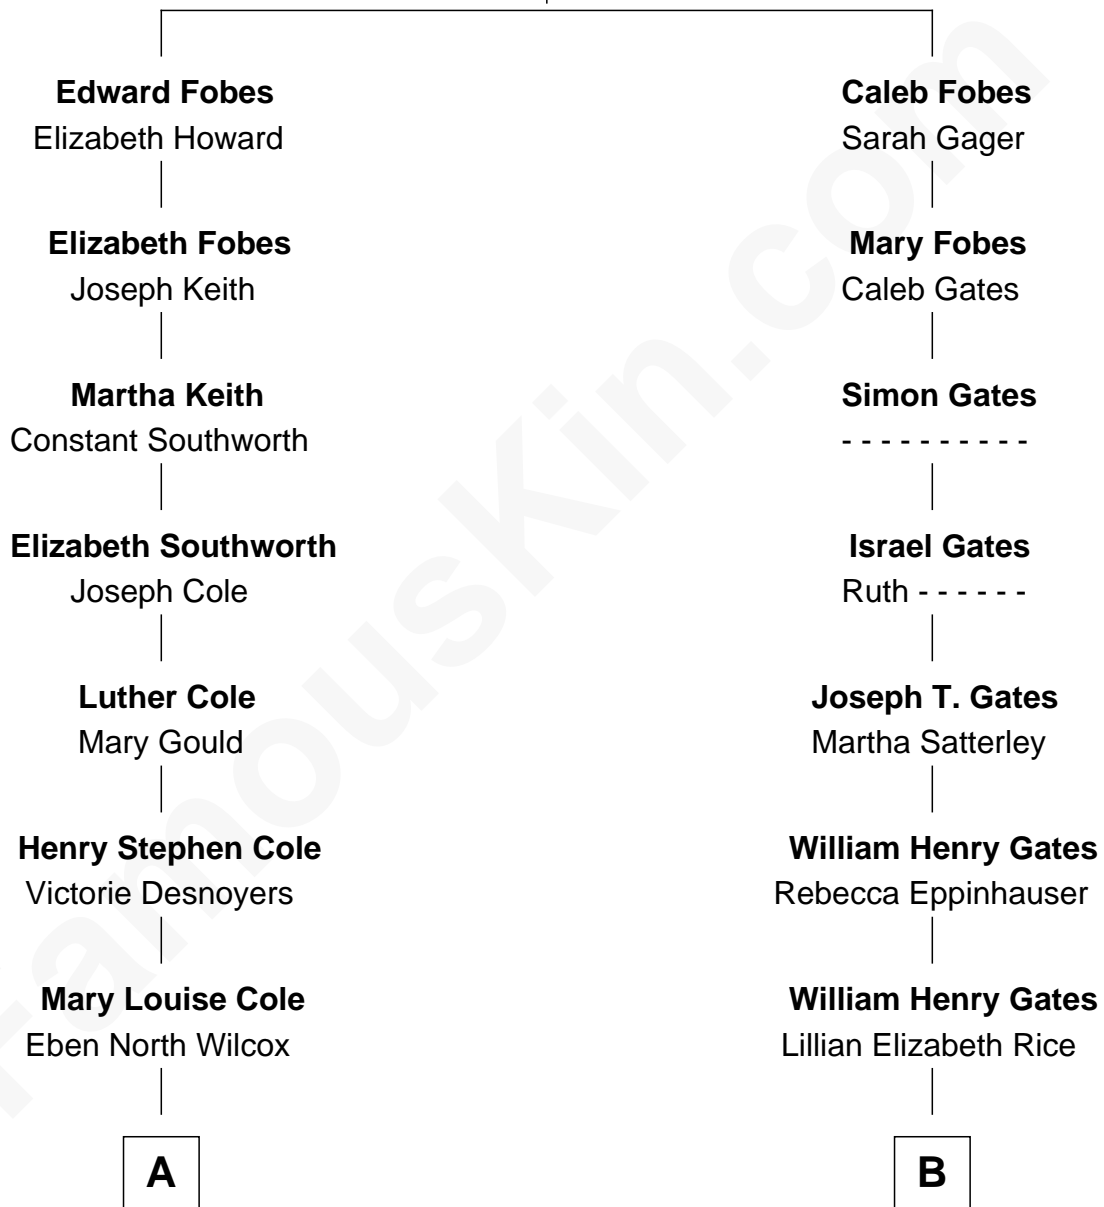 Edward Fobes
Elizabeth Howard
Elizabeth Fobes
Joseph Keith
Martha Keith
Constant Southworth
Elizabeth Southworth
Joseph Cole
Luther Cole
Mary Gould
Henry Stephen Cole
Victorie Desnoyers
Mary Louise Cole
Eben North Wilcox
A
Caleb Fobes
Sarah Gager
Mary Fobes
Caleb Gates
Simon Gates
- - - - - - - - - -
Israel Gates
Ruth - - - - - -
Joseph T. Gates
Martha Satterley
William Henry Gates
Rebecca Eppinhauser
William Henry Gates
Lillian Elizabeth Rice
B
FamousKin.com